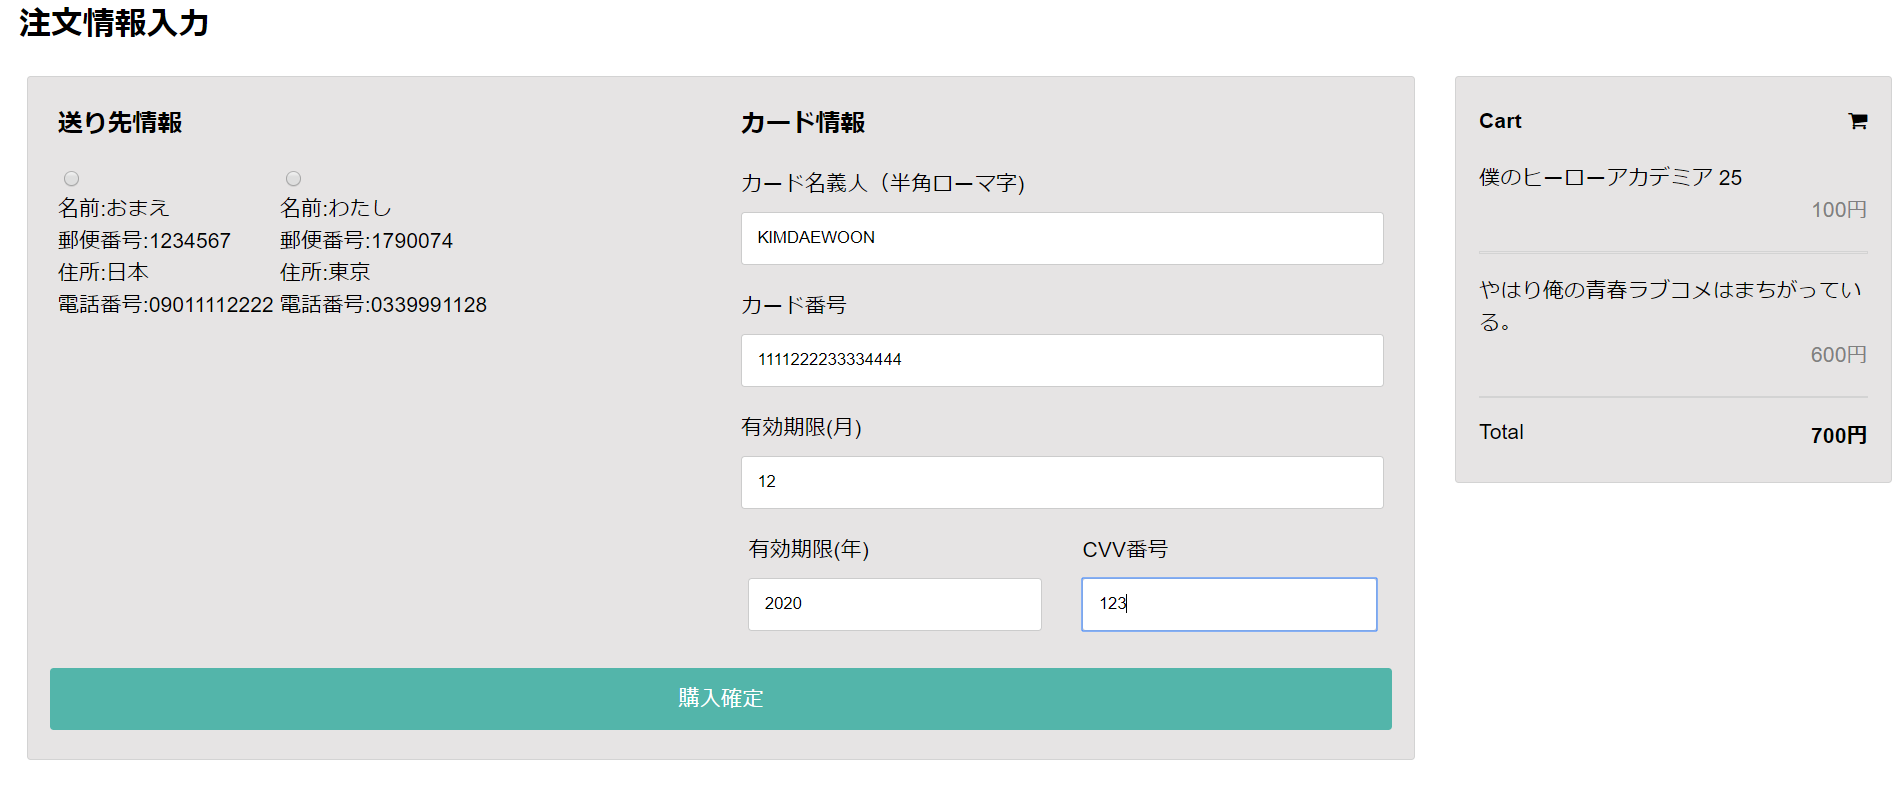 注文情報入力
送り先情報
名前:おまえ
郵便番号:1234567
住所:日本
電話番号:09011112222
名前:わたし
郵便番号:1790074
住所:東京
電話番号:0339991128
カード情報
カード名義人（半角ローマ字)
KIMDAEWOON
カード番号
1111222233334444
有効期限(月)
12
有効期限(年)
2020
CVV番号
123
購入確定
Cart
僕のヒーローアカデミア 25
100円
やはり俺の青春ラブコメはまちがってい
る。
600円
Total
700円